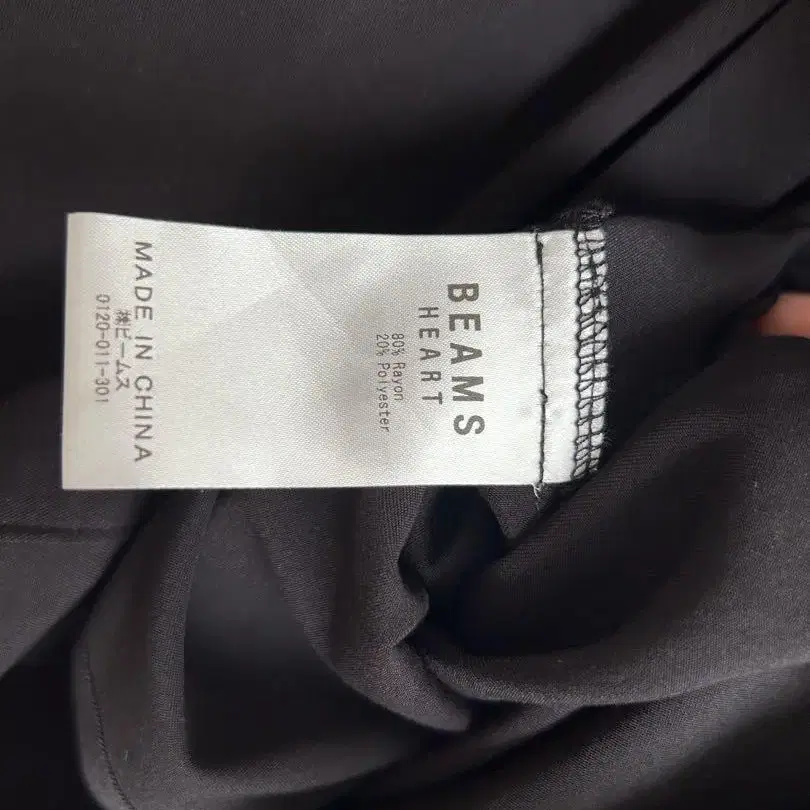 BEAMS
HEART
80% Rayon
20% Polyester
MADE IN CHINA
㈱ビームス
0120-011-301